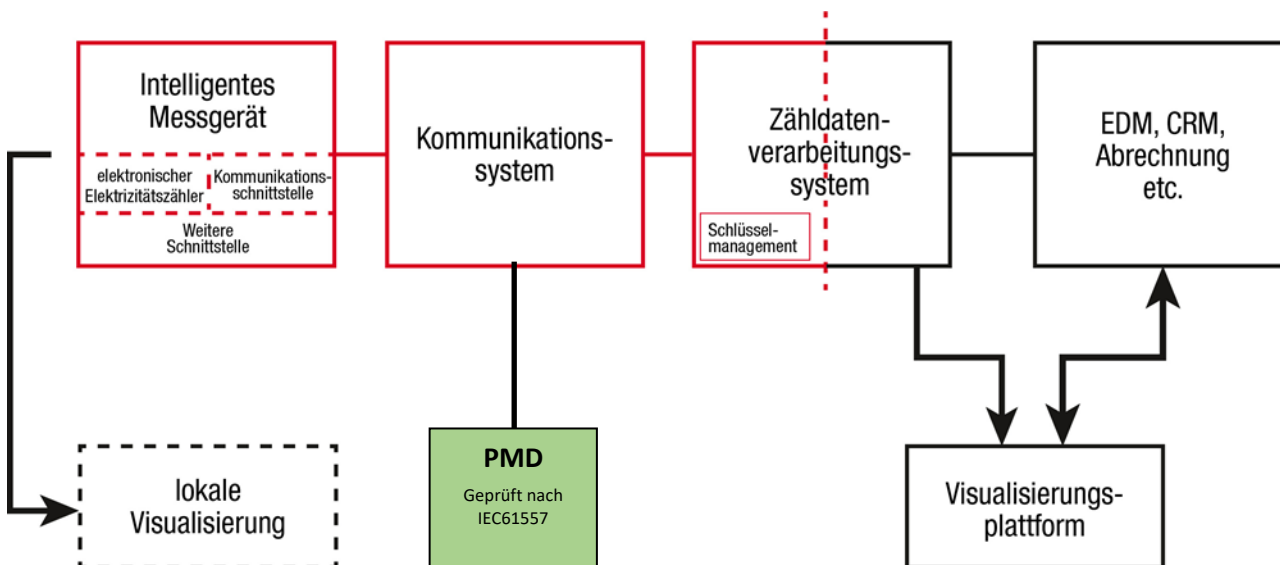 Intelligentes
Messgerät
elektronischer
Elektrizitätszähler
Kommunikations-
schnittstelle
Weitere
Schnittstelle
Kommunikations-
system
Zähldaten-
verarbeitungs-
system
Schlüssel-
management
EDM, CRM,
Abrechnung
etc.
lokale
Visualisierung
PMD
Geprüft nach
IEC61557
Visualisierungs-
plattform